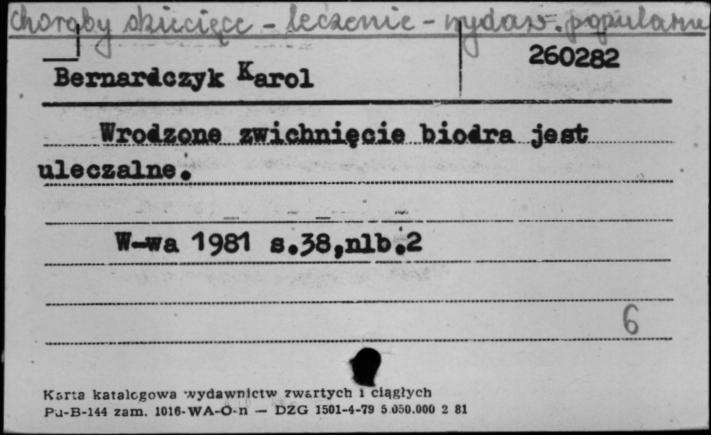 choroby dziecięce - leczenie - wydaw. popularne
260282
Bernardczyk Karol
Wrodzone zwichnięcie biodra jest
uleczalne.
W-wa 1981 s.38,nlb.2
6
Karta katalogowa wydawnictw zwartych i ciągłych
Pu-B-144 zam. 1016-WA-O-n — DZG 1501-4-79 5.050.000 2 81